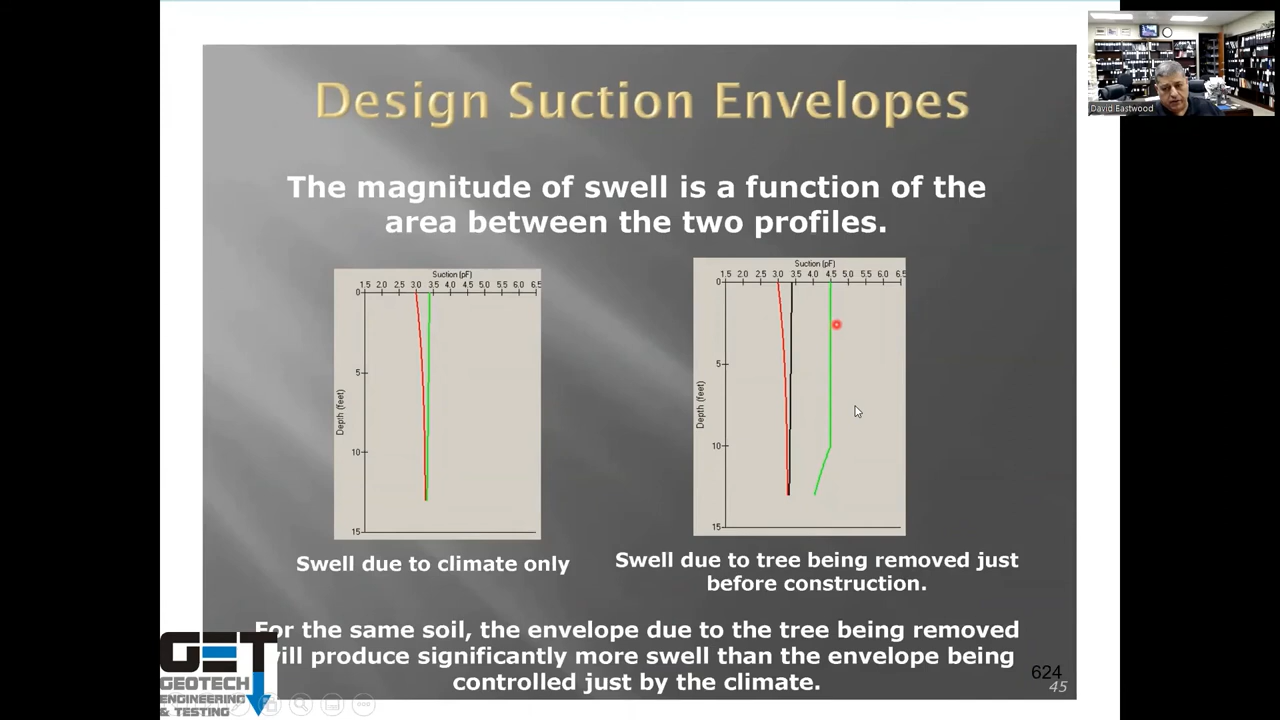 Design Suction Envelopes
David Eastwood
The magnitude of swell is a function of the
area between the two profiles.
Suction (pF)
1.5 2.0 2.5 3.0 3.5 4.0 4.5 5.0 5.5 6.0 6.5
0
5
10
15
Depth (feet)
Suction (pF)
1.5 2.0 2.5 3.0 3.5 4.0 4.5 5.0 5.5 6.0 6.5
0
5
10
15
Depth (feet)
Swell due to climate only
Swell due to tree being removed just
before construction.
For the same soil, the envelope due to the tree being removed
will produce significantly more swell than the envelope being
controlled just by the climate.
GET
GEOTECH
ENGINEERING
& TESTING
624
45